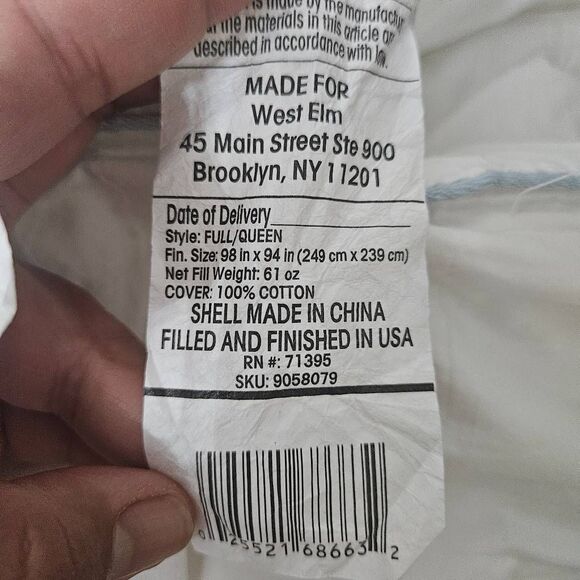 is made by the manufactur
the materials in this article are
described in accordance with law.
MADE FOR
West Elm
45 Main Street Ste 900
Brooklyn, NY 11201
Date of Delivery
Style: FULL/QUEEN
Fin. Size: 98 in x 94 in (249 cm x 239 cm)
Net Fill Weight: 61 oz
COVER: 100% COTTON
SHELL MADE IN CHINA
FILLED AND FINISHED IN USA
RN #: 71395
SKU: 9058079
0 25521 68663 2